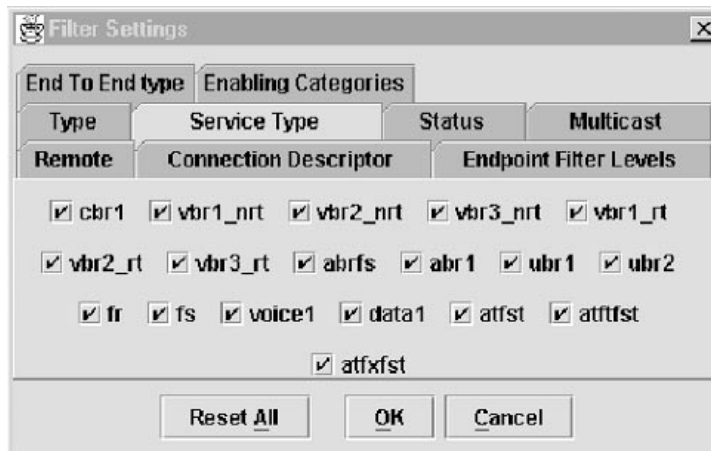 Filter Settings
End To End type Enabling Categories
Type Service Type Status Multicast
Remote Connection Descriptor Endpoint Filter Levels
cbr1 vbr1_nrt vbr2_nrt vbr3_nrt vbr1_rt
vbr2_rt vbr3_rt abrfs abr1 ubr1 ubr2
fr fs voice1 data1 atfst atftfst
atfxfst
Reset All OK Cancel